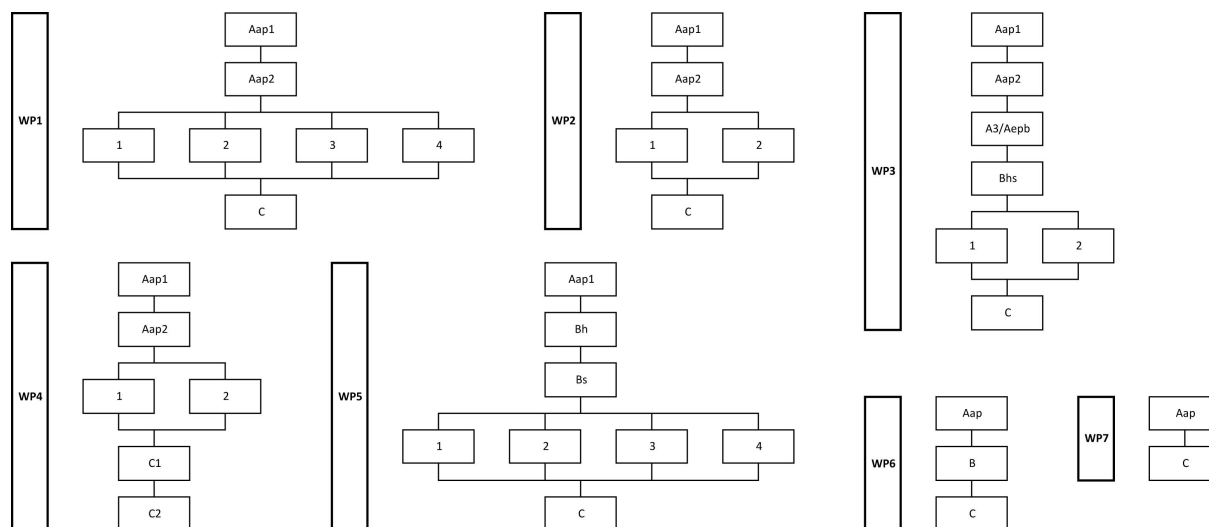 WP1
Aap1
Aap2
1 2 3 4
C
WP2
Aap1
Aap2
1 2
C
WP3
Aap1
Aap2
A3/Aepb
Bhs
1 2
C
WP4
Aap1
Aap2
1 2
C1
C2
WP5
Aap1
Bh
Bs
1 2 3 4
C
WP6
Aap
B
C
WP7
Aap
C